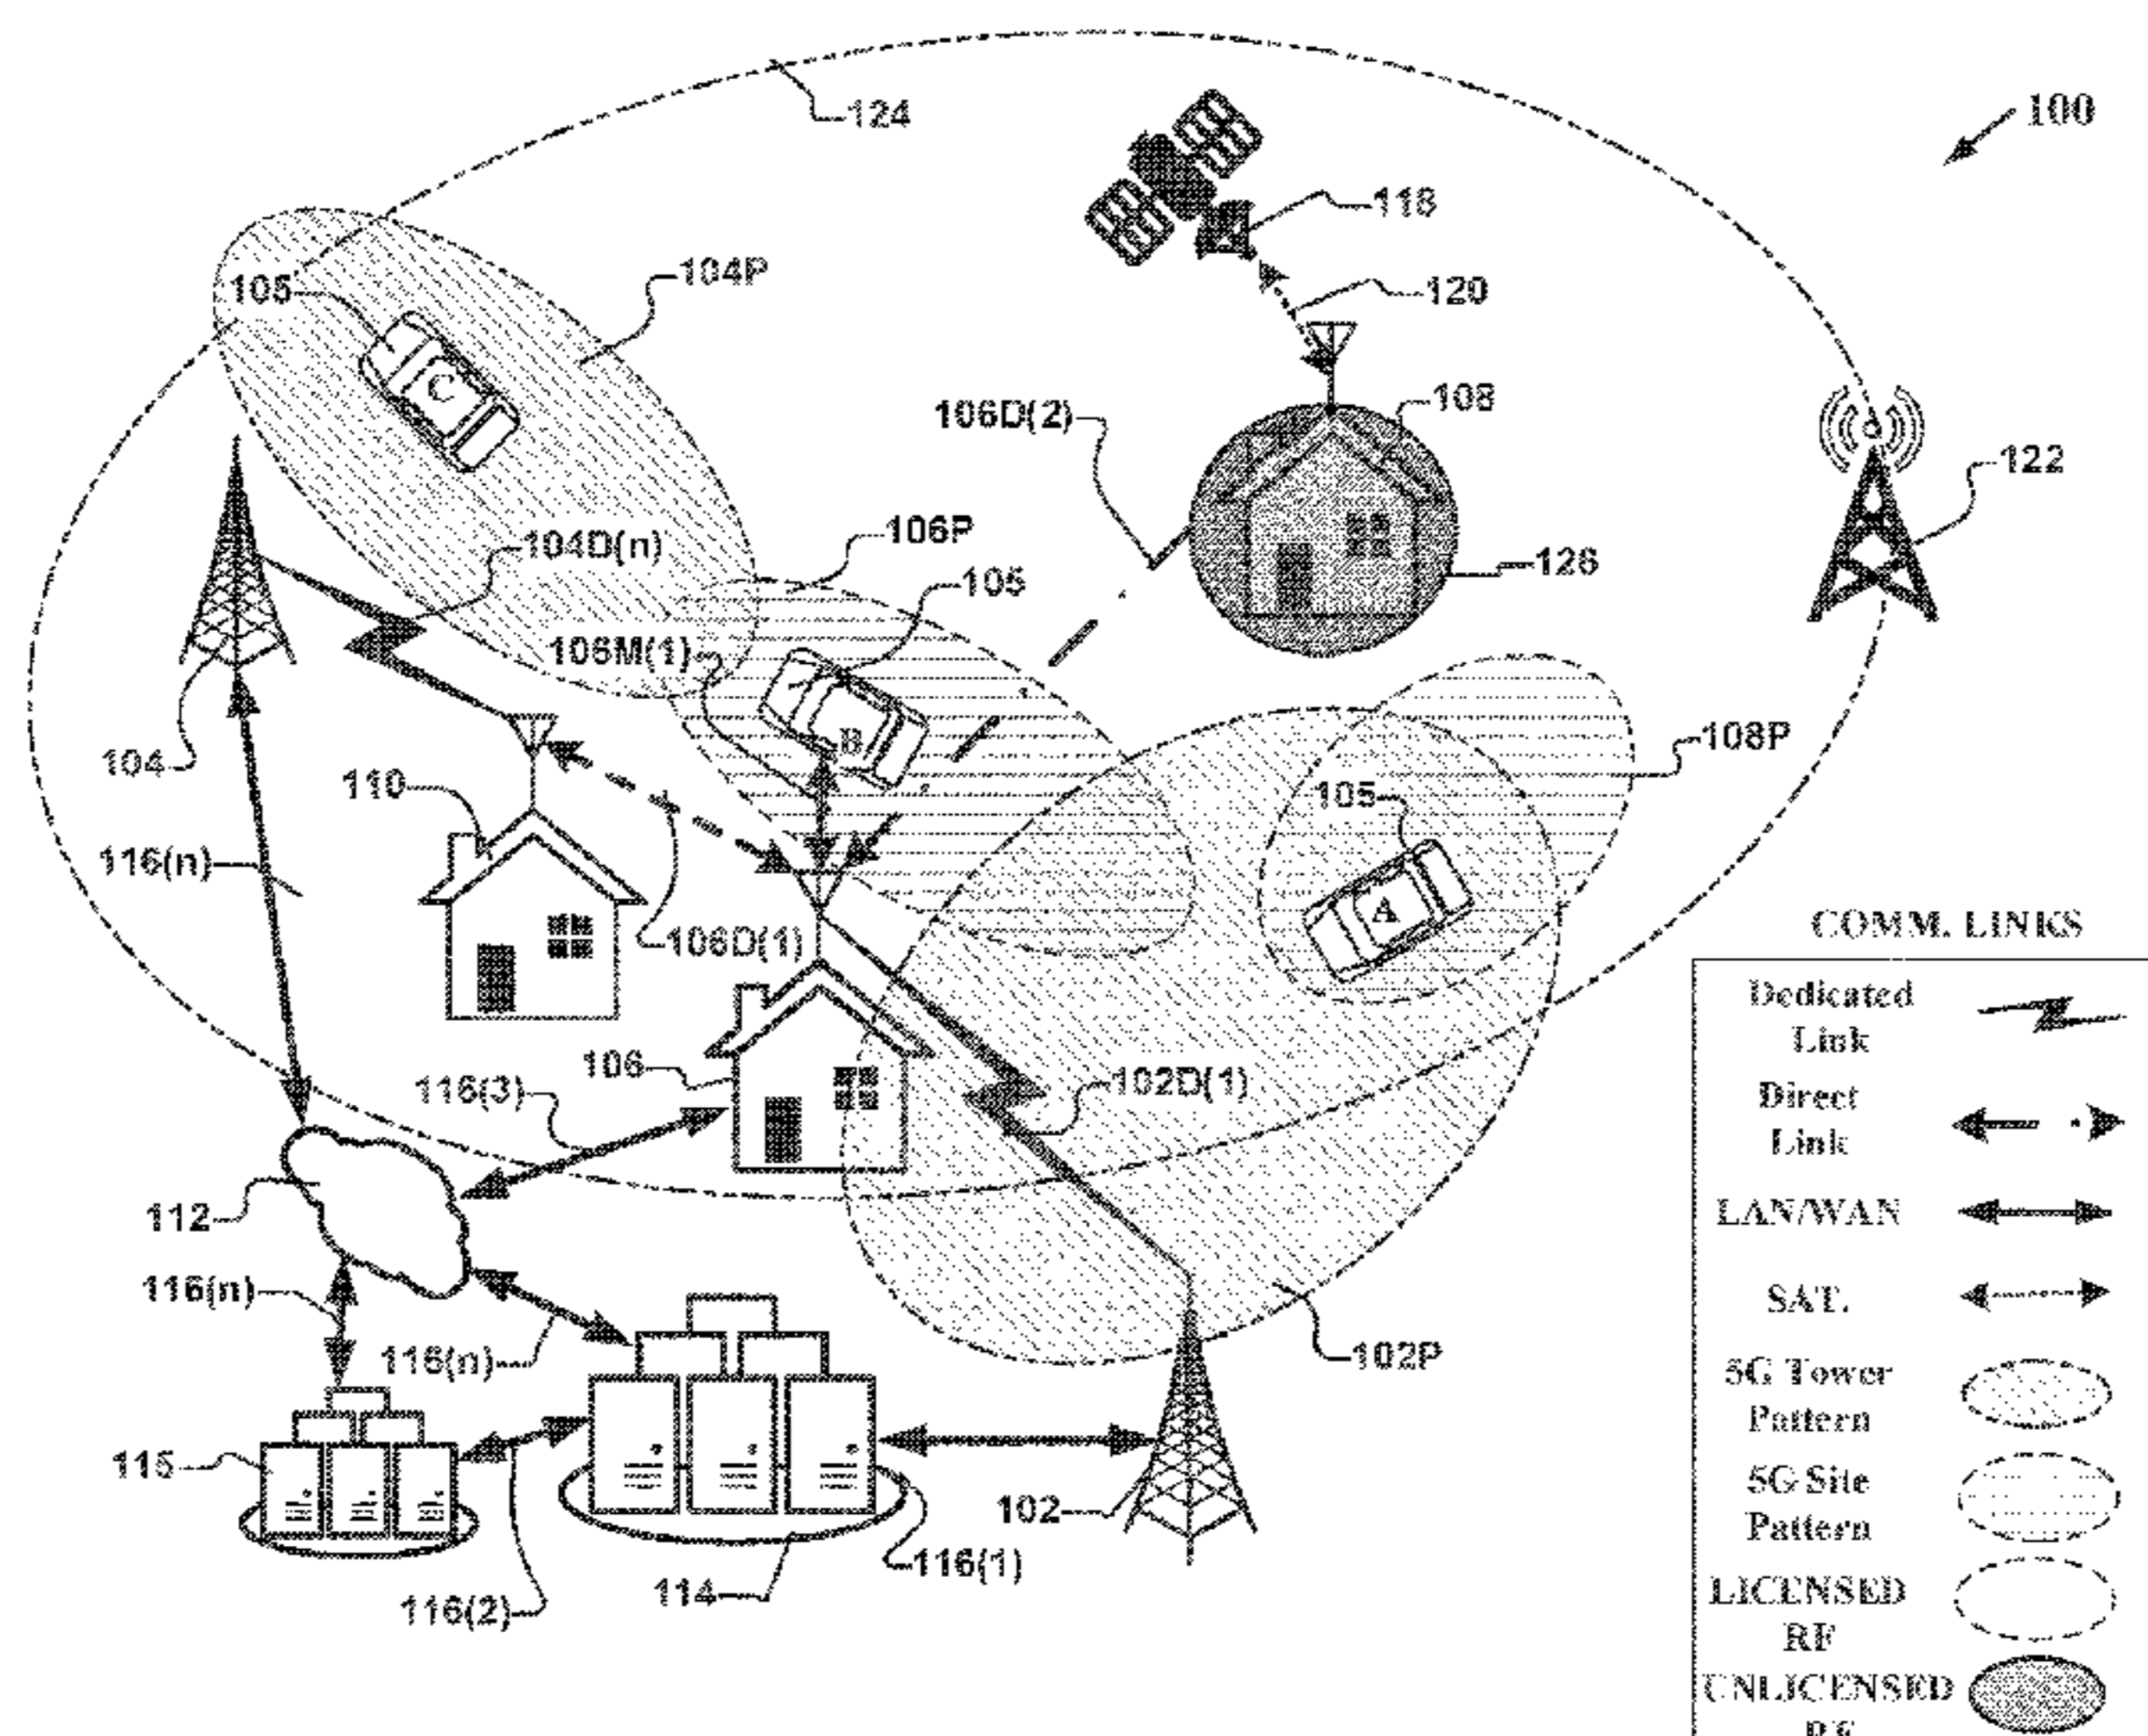 124
100
118
104P
105
120
108
106D(2)
122
106P
104D(n)
105
126
106M(1)
108P
104
110
105
C
B
A
116(n)
106D(1)
COMM. LINKS
Dedicated
Link
106
116(3)
102D(1)
Direct
Link
112
LAN/WAN
116(n)
SAT.
116(n)
102P
5G Tower
Pattern
115
5G Site
Pattern
102
116(1)
114
116(2)
LICENSED
RF
UNLICENSED
RF